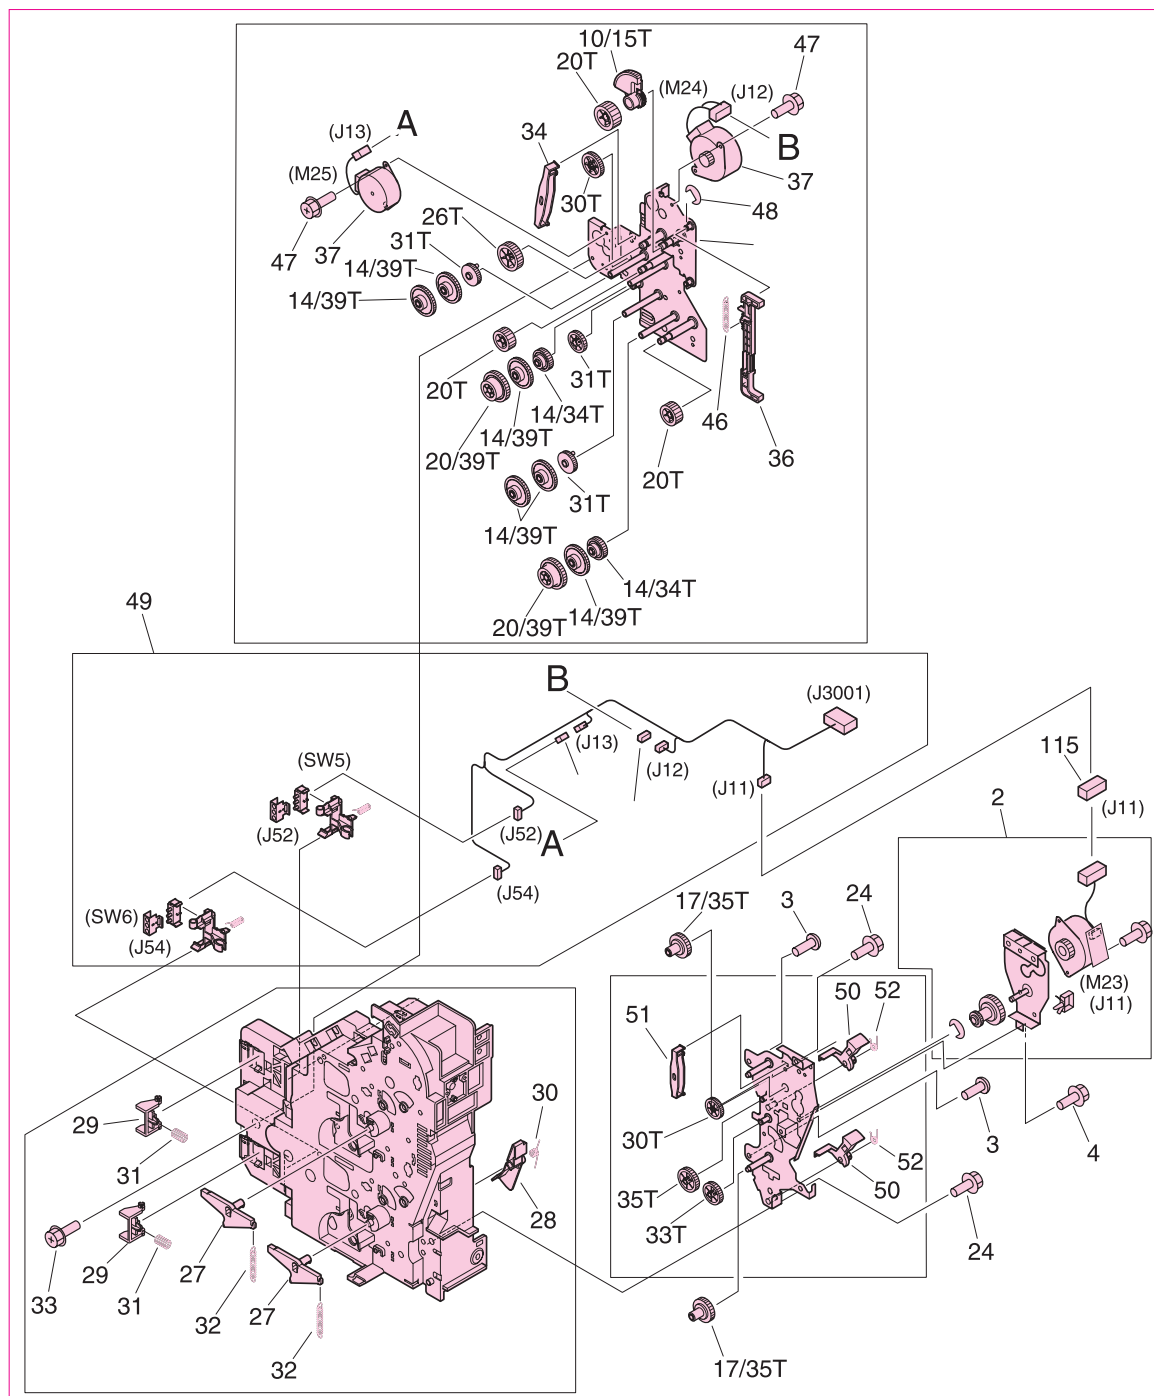 10/15T
47
20T
(M24)
(J12)
A
(J13)
34
B
(M25)
37
30T
48
26T
47
37
31T
14/39T
14/39T
20T
31T
14/34T
46
14/39T
36
20/39T
20T
31T
14/39T
14/34T
49
14/39T
20/39T
B
(J3001)
(J13)
115
(SW5)
(J12)
(J11)
(J11)
2
(J52)
(J52)
A
(J54)
17/35T
3
24
(SW6)
(J54)
(M23)
(J11)
50
52
51
30
29
3
30T
4
31
52
28
35T
50
33T
24
29
27
33
31
32
27
32
17/35T